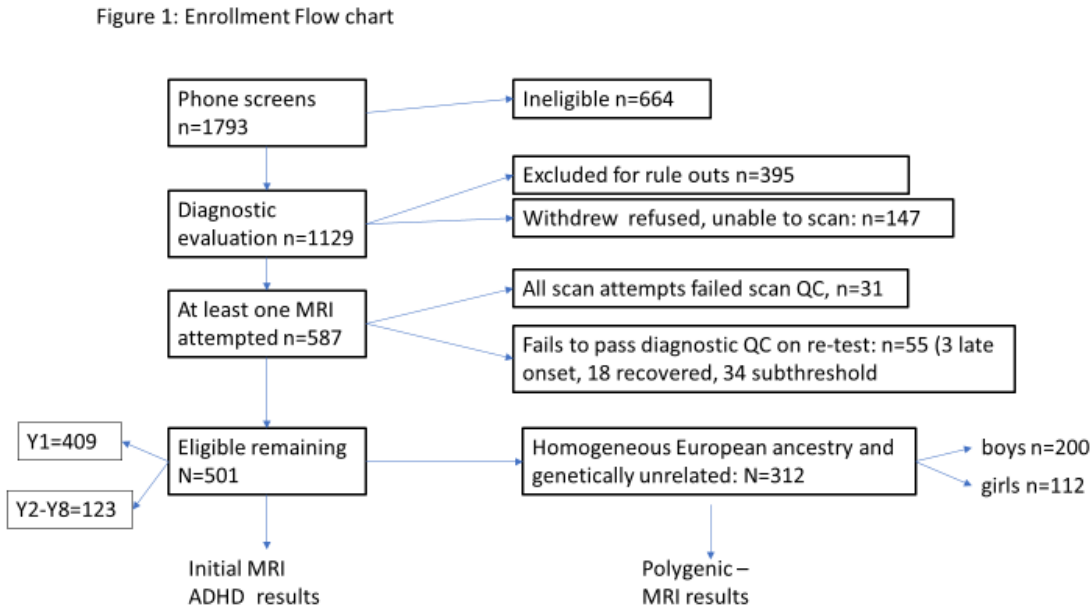 Figure 1: Enrollment Flow chart
Phone screens
n=1793
Ineligible n=664
Diagnostic
evaluation n=1129
Excluded for rule outs n=395
Withdrew  refused, unable to scan: n=147
At least one MRI
attempted n=587
All scan attempts failed scan QC, n=31
Fails to pass diagnostic QC on re-test: n=55 (3 late
onset, 18 recovered, 34 subthreshold
Y1=409
Y2-Y8=123
Eligible remaining
N=501
Homogeneous European ancestry and
genetically unrelated: N=312
boys n=200
girls n=112
Initial MRI
ADHD  results
Polygenic –
MRI results